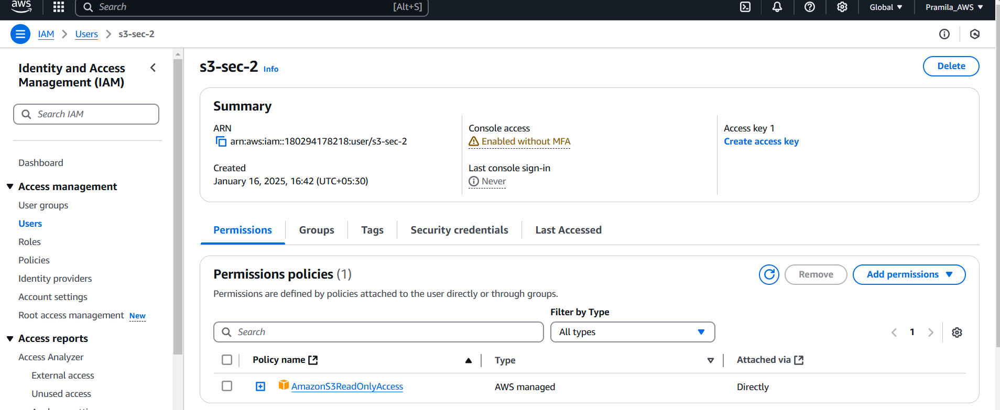 aws
Search
[Alt+S]
Global
Pramila_AWS
IAM
Users
s3-sec-2
Identity and Access
Management (IAM)
Search IAM
Dashboard
Access management
User groups
Users
Roles
Policies
Identity providers
Account settings
Root access management New
Access reports
Access Analyzer
External access
Unused access
s3-sec-2 Info
Delete
Summary
ARN
arn:aws:iam::180294178218:user/s3-sec-2
Console access
Enabled without MFA
Access key 1
Create access key
Created
January 16, 2025, 16:42 (UTC+05:30)
Last console sign-in
Never
Permissions
Groups
Tags
Security credentials
Last Accessed
Permissions policies (1)
Remove
Add permissions
Permissions are defined by policies attached to the user directly or through groups.
Filter by Type
Search
All types
1
Policy name
Type
Attached via
AmazonS3ReadOnlyAccess
AWS managed
Directly